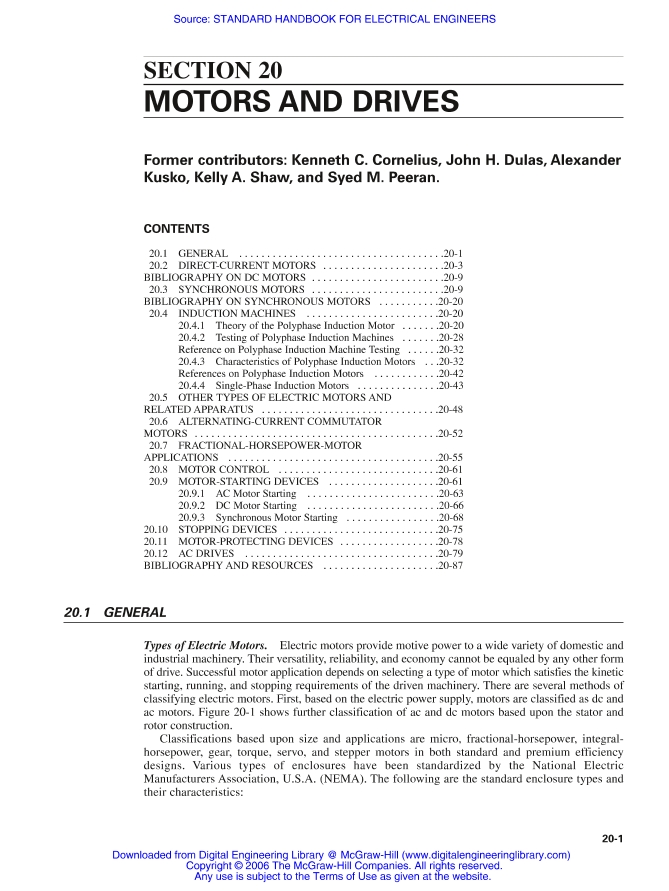 Source: STANDARD HANDBOOK FOR ELECTRICAL ENGINEERS
SECTION 20
MOTORS AND DRIVES
Former contributors: Kenneth C. Cornelius, John H. Dulas, Alexander
Kusko, Kelly A. Shaw, and Syed M. Peeran.
CONTENTS
20.1 GENERAL . . . . . . . . . . . . . . . . . . . . . . . . . . . . . . . . . . . . .20-1
20.2 DIRECT-CURRENT MOTORS . . . . . . . . . . . . . . . . . . . . . .20-3
BIBLIOGRAPHY ON DC MOTORS . . . . . . . . . . . . . . . . . . . . . . . .20-9
20.3 SYNCHRONOUS MOTORS . . . . . . . . . . . . . . . . . . . . . . . .20-9
BIBLIOGRAPHY ON SYNCHRONOUS MOTORS . . . . . . . . . . .20-20
20.4 INDUCTION MACHINES . . . . . . . . . . . . . . . . . . . . . . . .20-20
20.4.1 Theory of the Polyphase Induction Motor . . . . . . .20-20
20.4.2 Testing of Polyphase Induction Machines . . . . . . .20-28
Reference on Polyphase Induction Machine Testing . . . . . .20-32
20.4.3 Characteristics of Polyphase Induction Motors . . .20-32
References on Polyphase Induction Motors . . . . . . . . . . . .20-42
20.4.4 Single-Phase Induction Motors . . . . . . . . . . . . . . .20-43
20.5 OTHER TYPES OF ELECTRIC MOTORS AND
RELATED APPARATUS . . . . . . . . . . . . . . . . . . . . . . . . . . . . . . . .20-48
20.6 ALTERNATING-CURRENT COMMUTATOR
MOTORS . . . . . . . . . . . . . . . . . . . . . . . . . . . . . . . . . . . . . . . . . . . .20-52
20.7 FRACTIONAL-HORSEPOWER-MOTOR
APPLICATIONS . . . . . . . . . . . . . . . . . . . . . . . . . . . . . . . . . . . . . .20-55
20.8 MOTOR CONTROL . . . . . . . . . . . . . . . . . . . . . . . . . . . . .20-61
20.9 MOTOR-STARTING DEVICES . . . . . . . . . . . . . . . . . . . .20-61
20.9.1 AC Motor Starting . . . . . . . . . . . . . . . . . . . . . . . .20-63
20.9.2 DC Motor Starting . . . . . . . . . . . . . . . . . . . . . . . .20-66
20.9.3 Synchronous Motor Starting . . . . . . . . . . . . . . . . .20-68
20.10 STOPPING DEVICES . . . . . . . . . . . . . . . . . . . . . . . . . . . .20-75
20.11 MOTOR-PROTECTING DEVICES . . . . . . . . . . . . . . . . . .20-78
20.12 AC DRIVES . . . . . . . . . . . . . . . . . . . . . . . . . . . . . . . . . . .20-79
BIBLIOGRAPHY AND RESOURCES . . . . . . . . . . . . . . . . . . . . .20-87
20.1 GENERAL
Types of Electric Motors. Electric motors provide motive power to a wide variety of domestic and
industrial machinery. Their versatility, reliability, and economy cannot be equaled by any other form
of drive. Successful motor application depends on selecting a type of motor which satisfies the kinetic
starting, running, and stopping requirements of the driven machinery. There are several methods of
classifying electric motors. First, based on the electric power supply, motors are classified as dc and
ac motors. Figure 20-1 shows further classification of ac and dc motors based upon the stator and
rotor construction.
Classifications based upon size and applications are micro, fractional-horsepower, integral-
horsepower, gear, torque, servo, and stepper motors in both standard and premium efficiency
designs. Various types of enclosures have been standardized by the National Electric
Manufacturers Association, U.S.A. (NEMA). The following are the standard enclosure types and
their characteristics:
20-1
Downloaded from Digital Engineering Library @ McGraw-Hill (www.digitalengineeringlibrary.com)
Copyright © 2006 The McGraw-Hill Companies. All rights reserved.
Any use is subject to the Terms of Use as given at the website.